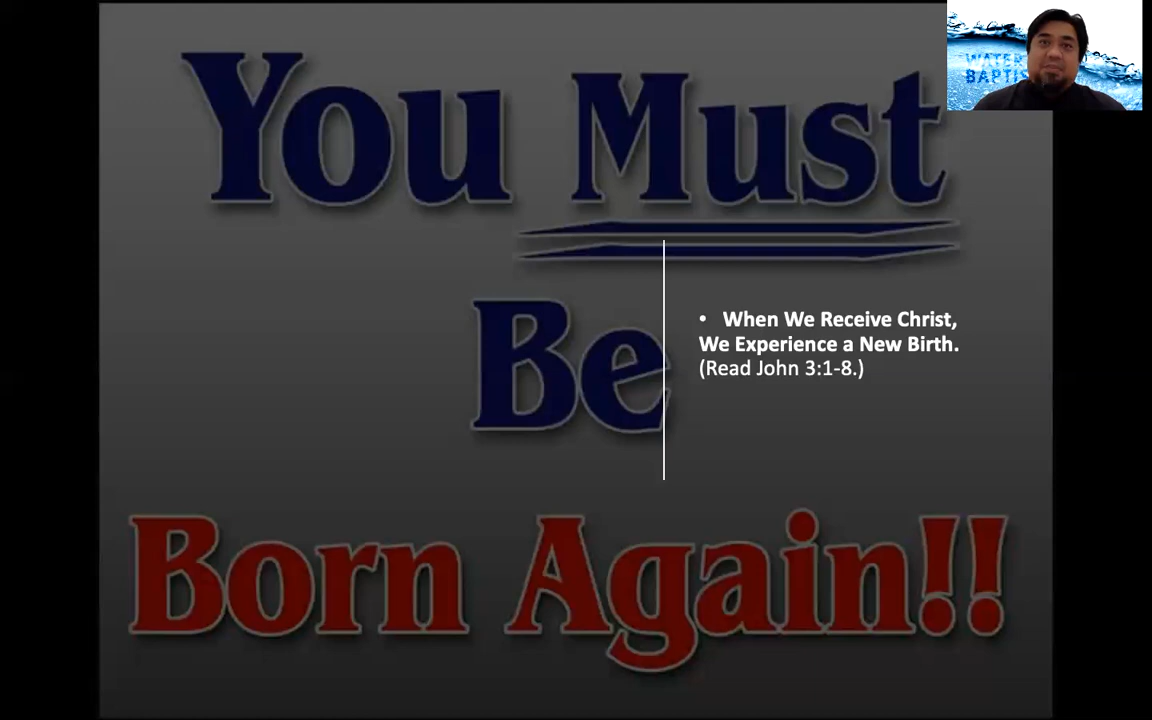 You Must
Be
Born Again!!
• When We Receive Christ,
We Experience a New Birth.
(Read John 3:1-8.)
WATER
BAPTIS